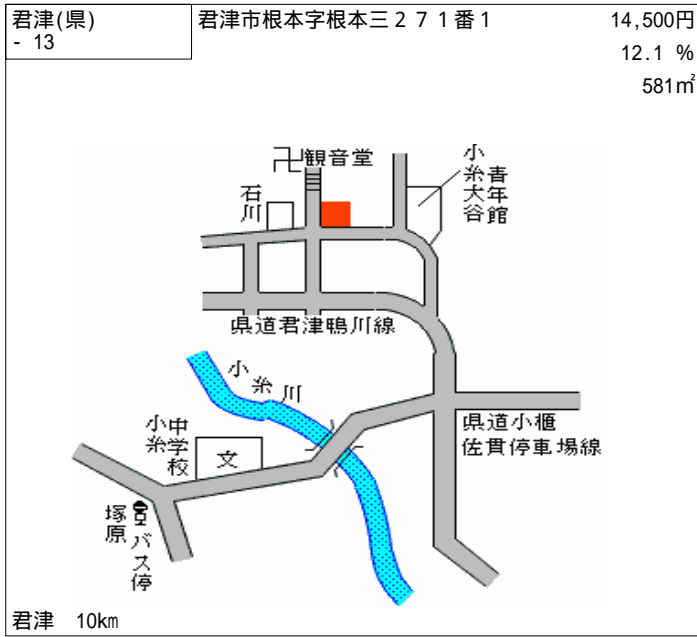 君津(県)
- 13
君津市根本字根本三２７１番１
14,500円
12.1 %
581㎡
卍観音堂
石川
小糸大谷
青年館
県道君津鴨川線
小糸川
県道小櫃
佐貫停車場線
小糸
中学校
文
塚原
バス停
君津 10km